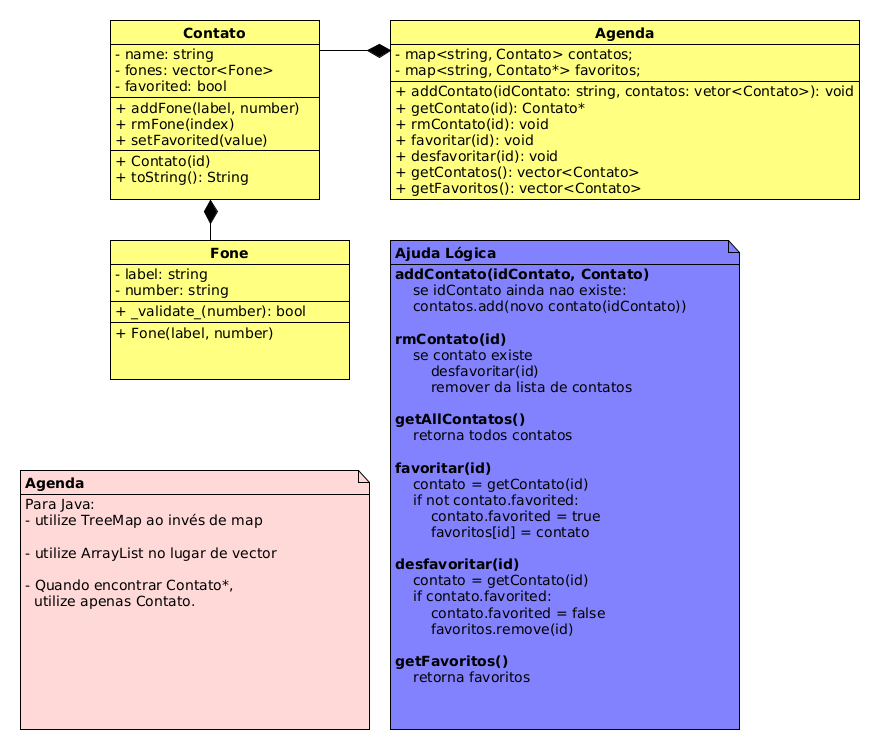 Contato
- name: string
- fones: vector<Fone>
- favorited: bool
+ addFone(label, number)
+ rmFone(index)
+ setFavorited(value)
+ Contato(id)
+ toString(): String
Agenda
- map<string, Contato> contatos;
- map<string, Contato*> favoritos;
+ addContato(idContato: string, contatos: vetor<Contato>): void
+ getContato(id): Contato*
+ rmContato(id): void
+ favoritar(id): void
+ desfavoritar(id): void
+ getContatos(): vector<Contato>
+ getFavoritos(): vector<Contato>
Fone
- label: string
- number: string
+ _validate_(number): bool
+ Fone(label, number)
Ajuda Lógica
addContato(idContato, Contato)
se idContato ainda nao existe:
contatos.add(novo contato(idContato))
rmContato(id)
se contato existe
desfavoritar(id)
remover da lista de contatos
getAllContatos()
retorna todos contatos
favoritar(id)
contato = getContato(id)
if not contato.favorited:
contato.favorited = true
favoritos[id] = contato
desfavoritar(id)
contato = getContato(id)
if contato.favorited:
contato.favorited = false
favoritos.remove(id)
getFavoritos()
retorna favoritos
Agenda
Para Java:
- utilize TreeMap ao invés de map
- utilize ArrayList no lugar de vector
- Quando encontrar Contato*,
utilize apenas Contato.